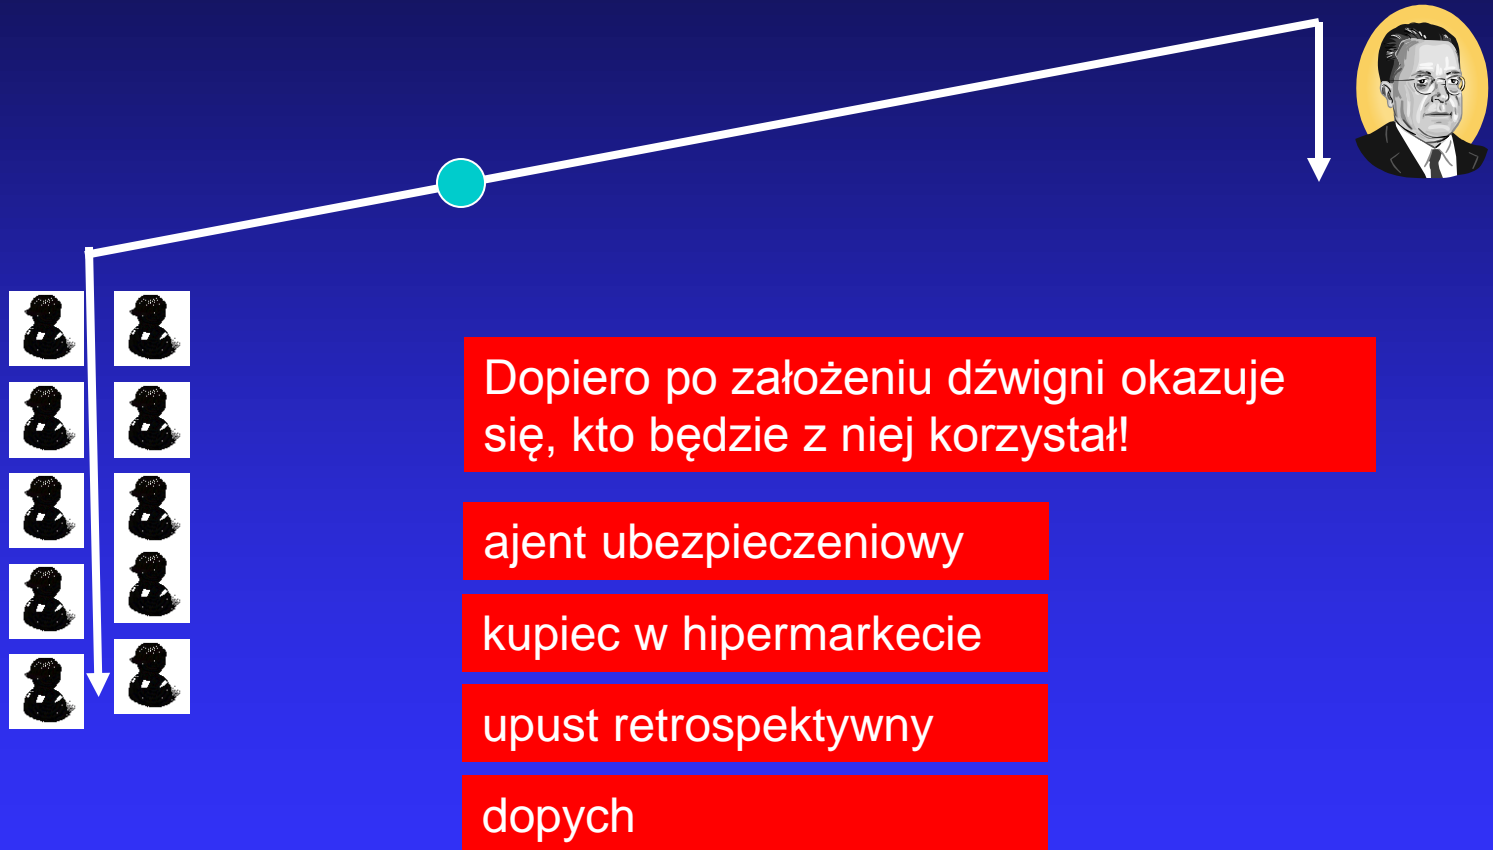 Dopiero po założeniu dźwigni okazuje
się, kto będzie z niej korzystał!
ajent ubezpieczeniowy
kupiec w hipermarkecie
upust retrospektywny
dopych